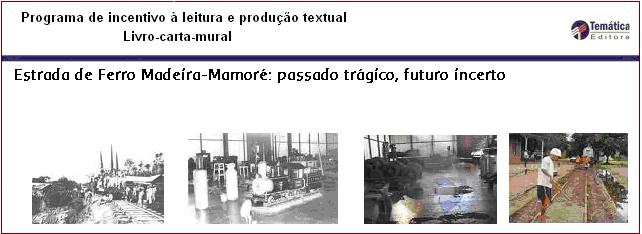 Programa de incentivo à leitura e produção textual
Livro-carta-mural
Temática
Editora
Estrada de Ferro Madeira-Mamoré: passado trágico, futuro incerto